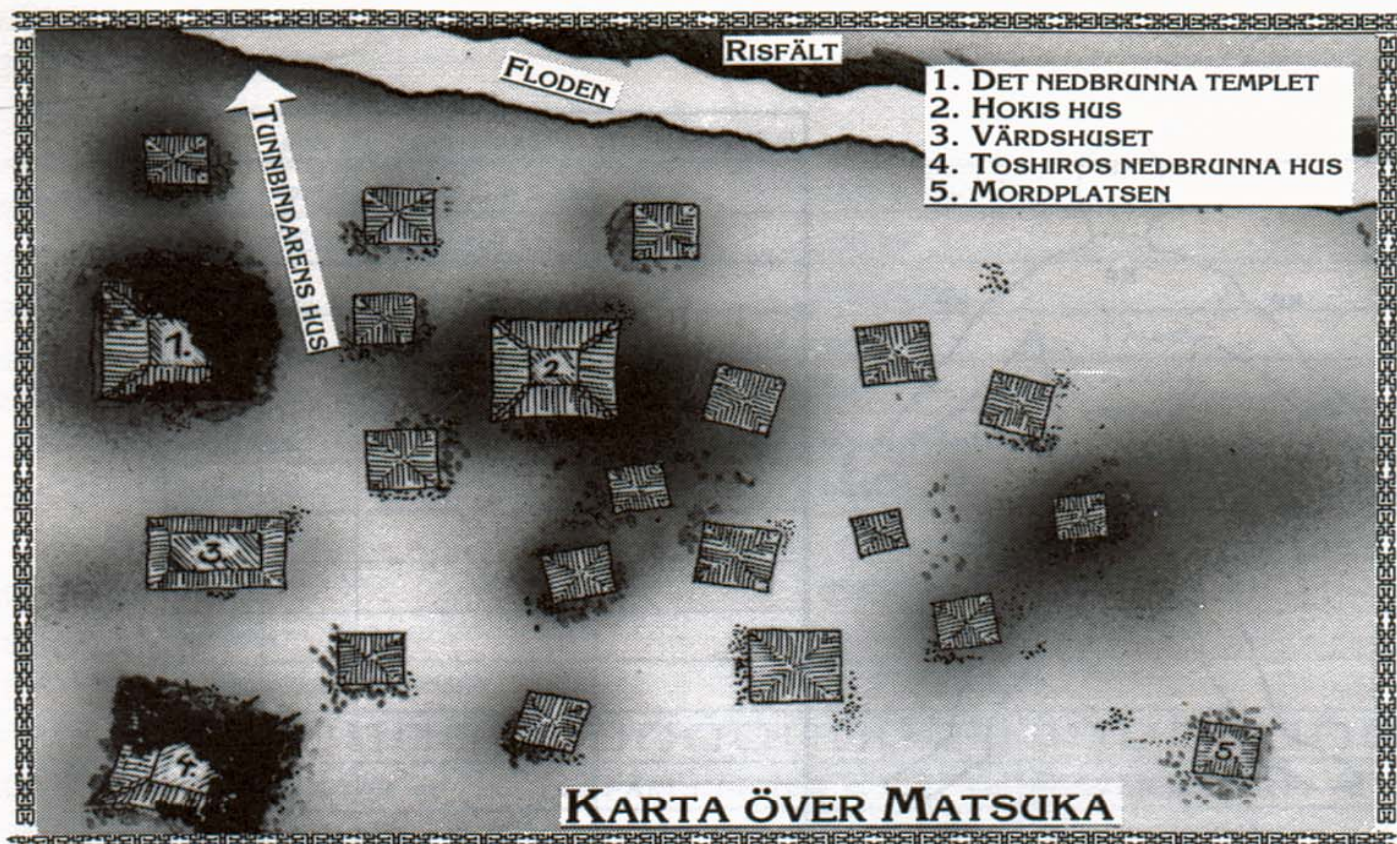 RISFÄLT
FLODEN
1. DET NEDBRUNNA TEMPLET
2. HOKIS HUS
3. VÄRDSHUSET
4. TOSHIROS NEDBRUNNA HUS
5. MORDPLATSEN
TUNNBINDARENS HUS
1.
2
3.
4.
5.
KARTA ÖVER MATSUKA